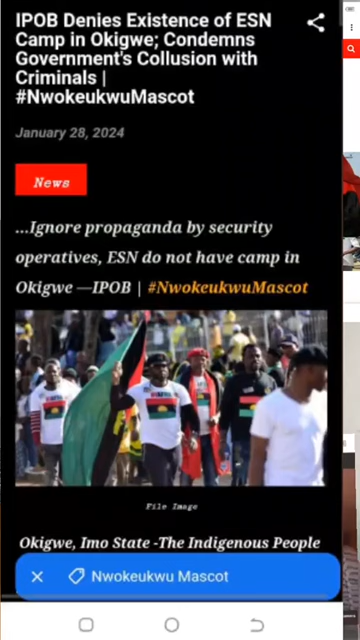 IPOB Denies Existence of ESN
Camp in Okigwe; Condemns
Government's Collusion with
Criminals |
#NwokeukwuMascot
January 28, 2024
News
...Ignore propaganda by security
operatives, ESN do not have camp in
Okigwe —IPOB | #NwokeukwuMascot
File Image
Okigwe, Imo State -The Indigenous People
Nwokeukwu Mascot